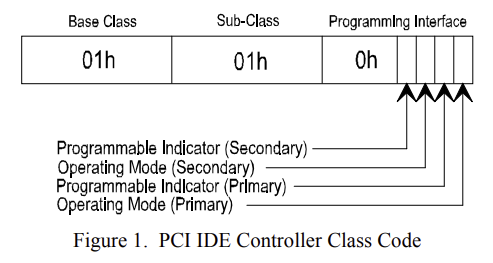 Base Class Sub-Class Programming Interface
01h 01h 0h
Programmable Indicator (Secondary)
Operating Mode (Secondary)
Programmable Indicator (Primary)
Operating Mode (Primary)
Figure 1. PCI IDE Controller Class Code